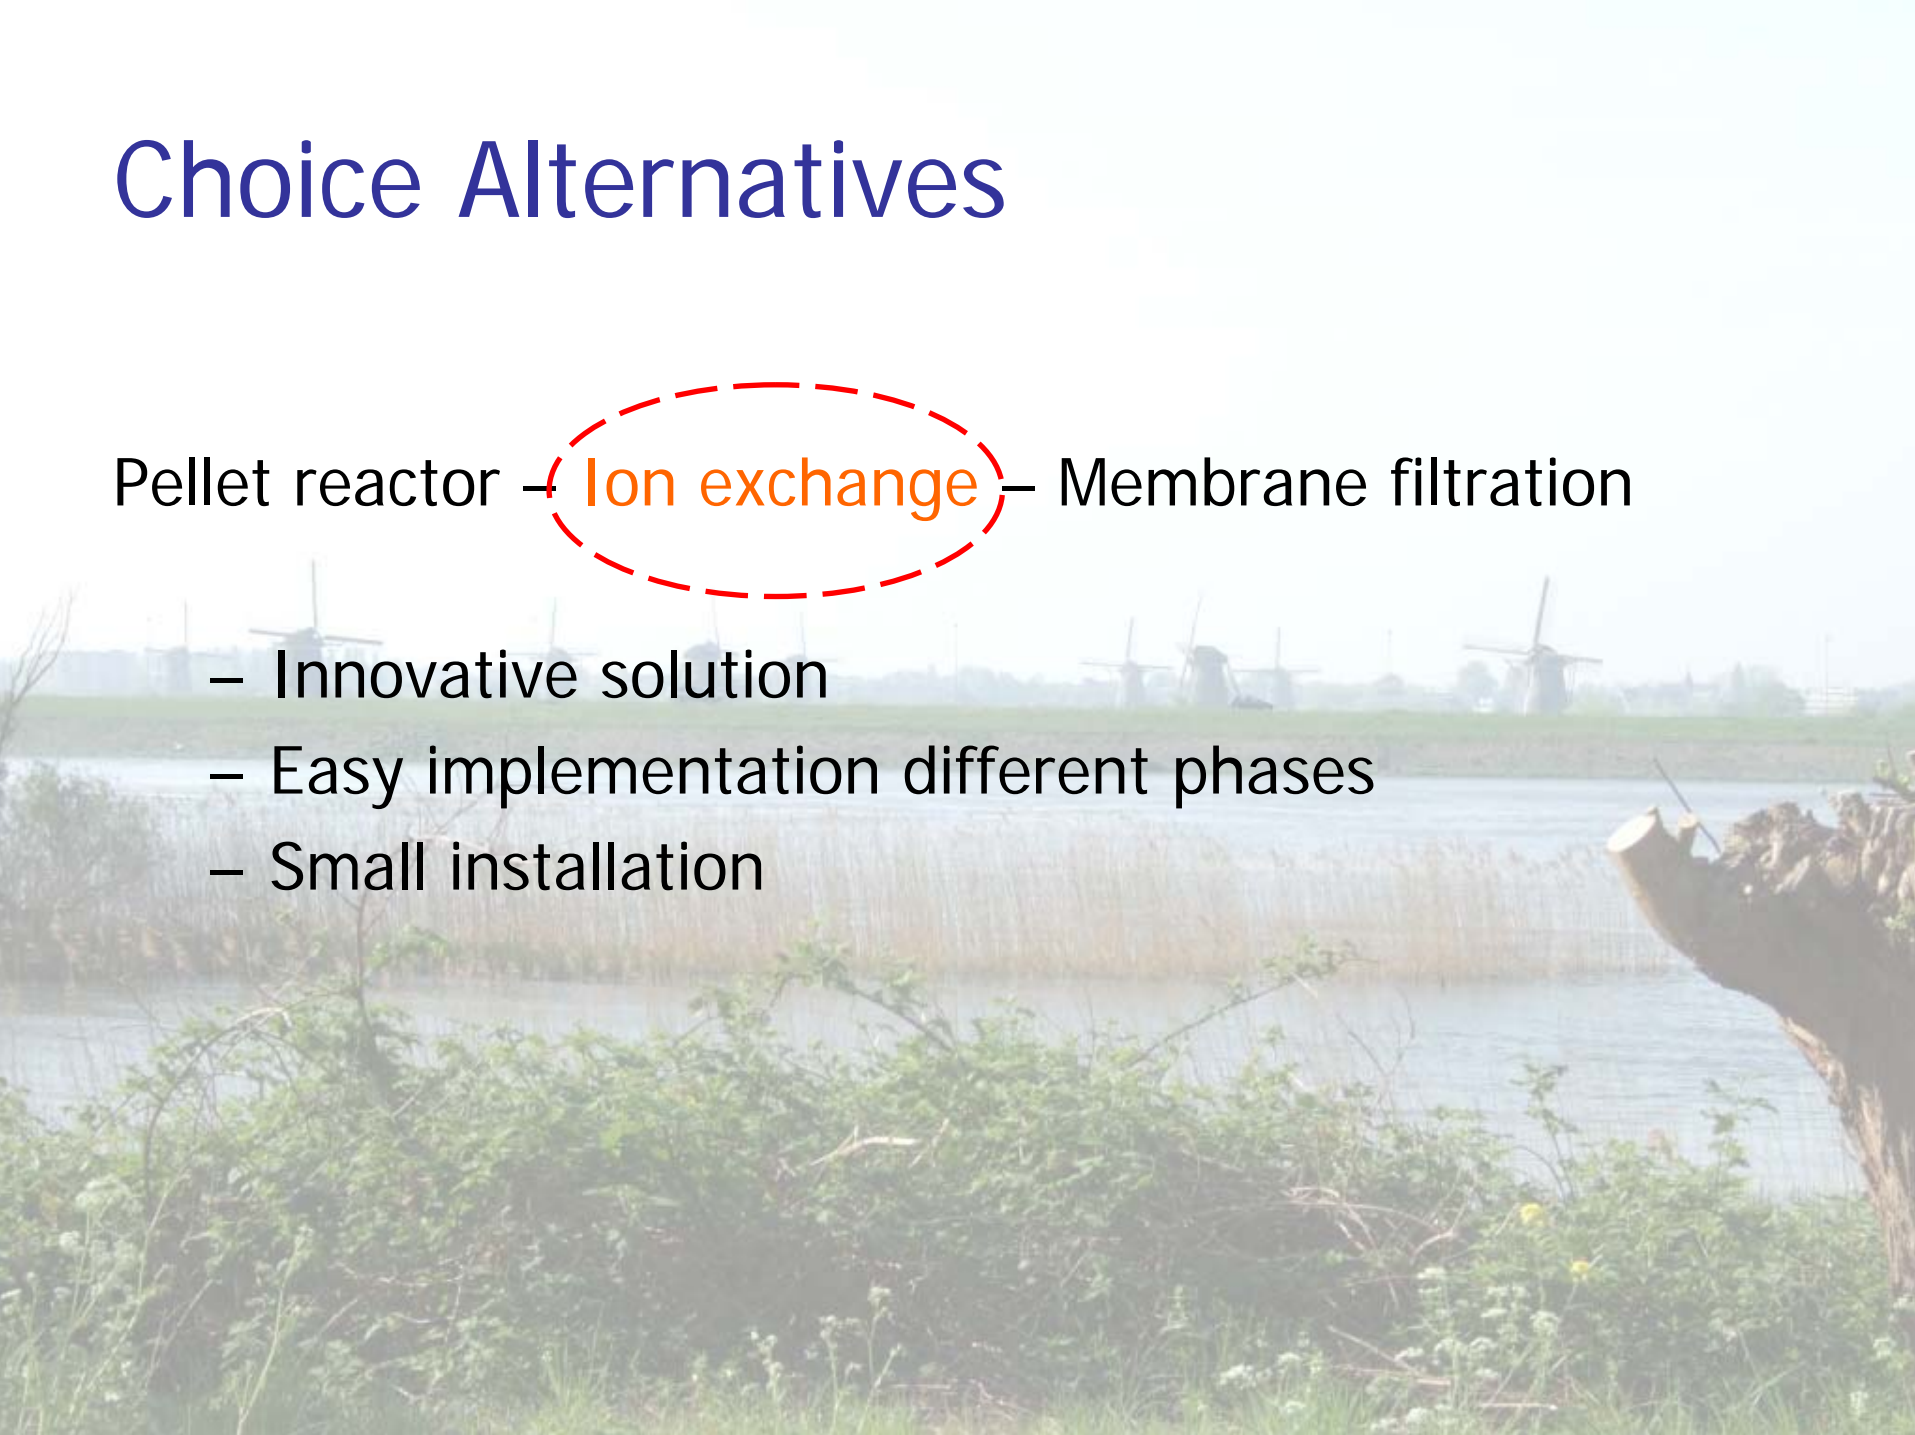 Choice Alternatives
Pellet reactor – Ion exchange – Membrane filtration
– Innovative solution
– Easy implementation different phases
– Small installation